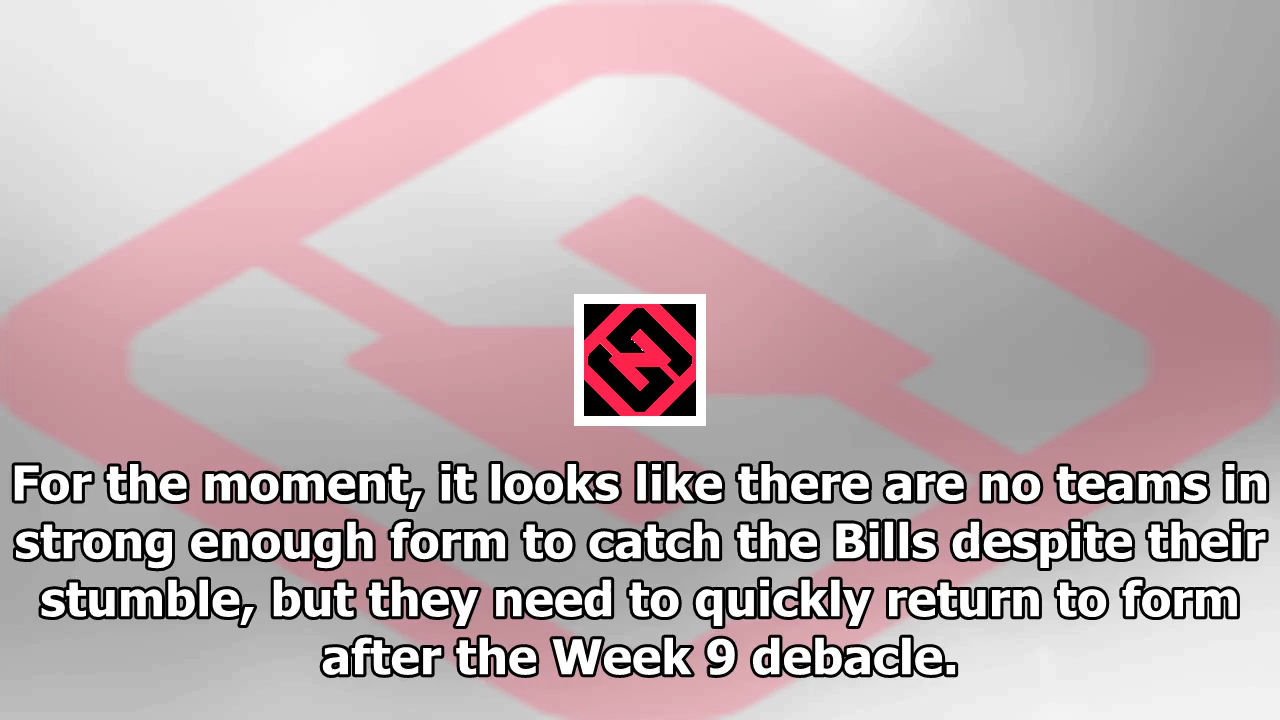 For the moment, it looks like there are no teams in
strong enough form to catch the Bills despite their
stumble, but they need to quickly return to form
after the Week 9 debacle.